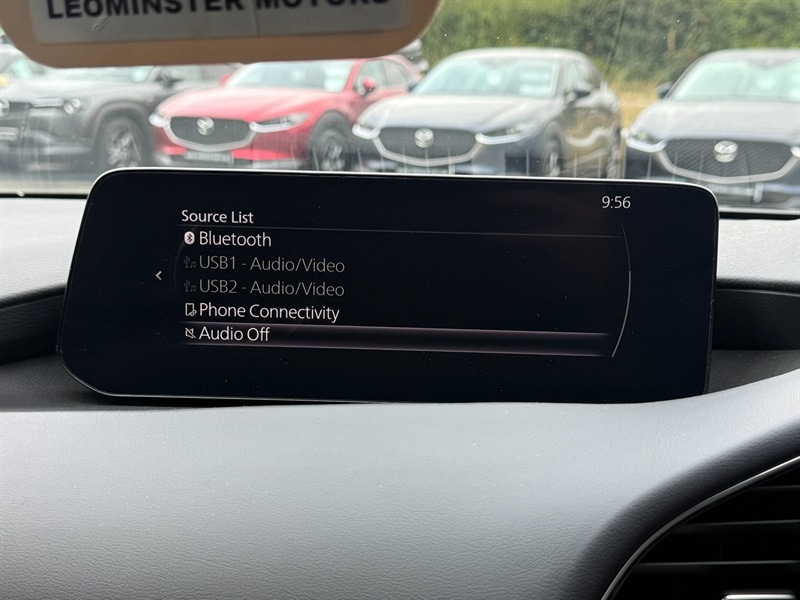 LEOMINSTER MOTORS
9:56
Source List
Bluetooth
USB1 - Audio/Video
USB2 - Audio/Video
Phone Connectivity
Audio Off